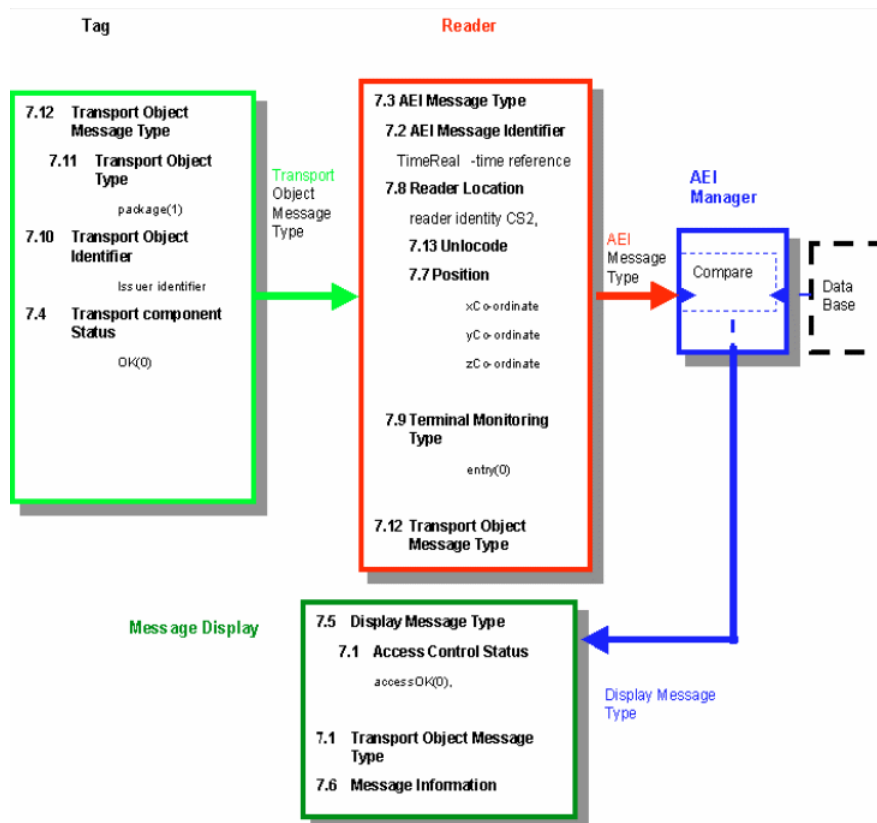 Tag
7.12 Transport Object
Message Type
7.11 Transport Object
Type
package(1)
7.10 Transport Object
Identifier
Issuer identifier
7.4 Transport component
Status
OK(0)
Transport
Object
Message
Type
Reader
7.3 AEI Message Type
7.2 AEI Message Identifier
TimeReal -time reference
7.8 Reader Location
reader identity CS2,
7.13 Unlocode
7.7 Position
xCo-ordinate
yCo-ordinate
zCo-ordinate
7.9 Terminal Monitoring
Type
entry(0)
7.12 Transport Object
Message Type
AEI
Message
Type
AEI
Manager
Compare
Data
Base
Message Display
7.5 Display Message Type
7.1 Access Control Status
accessOK(0),
7.1 Transport Object Message
Type
7.6 Message Information
Display Message
Type